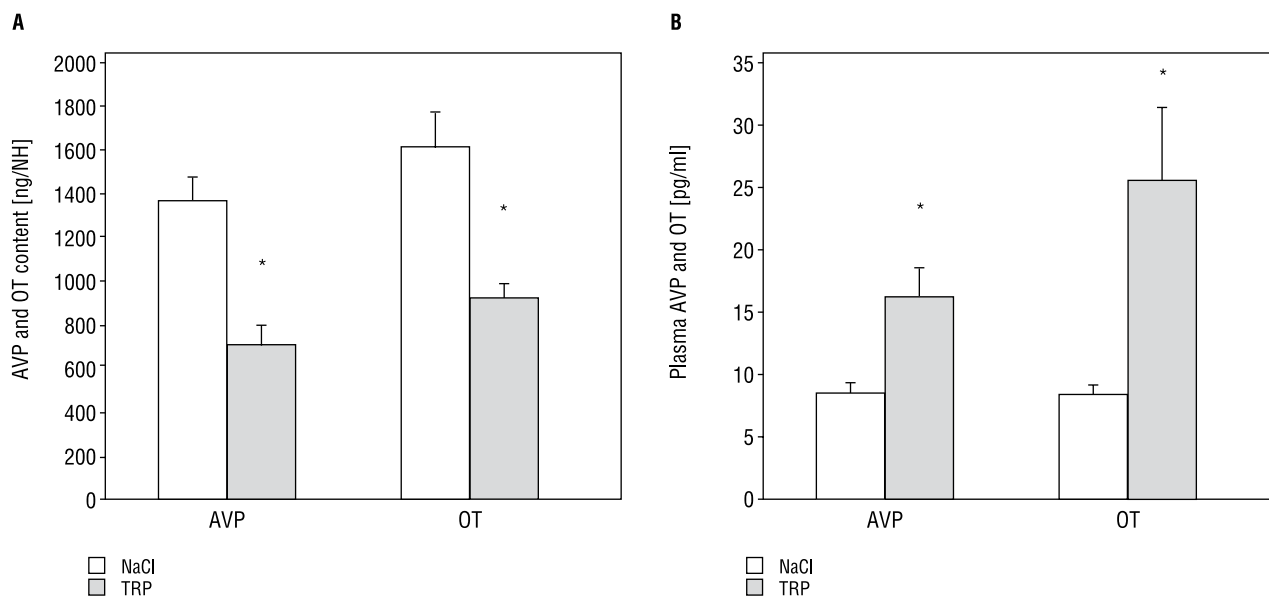 A
AVP and OT content [ng/NH]
2000
1800
1600
1400
1200
1000
800
600
400
200
0
*
*
AVP OT
NaCl
TRP
B
Plasma AVP and OT [pg/ml]
35
30
25
20
15
10
5
0
*
*
AVP OT
NaCl
TRP